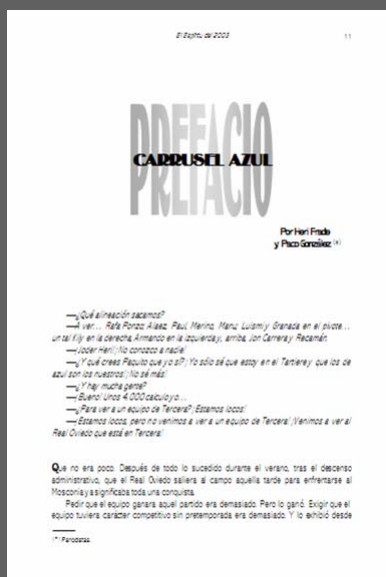 El Espíritu del 2003
11
PREFACIO
CARRUSEL AZUL
Por Heri Frade
y Paco González (*)
—¿Qué alineación sacamos?
—A ver... Rafa Ponzo; Aláez, Paul, Merino, Manu; Luismi y Granada en el pivote...
un tal Lily en la derecha, Armando en la izquierda y, arriba, Jon Carrera y Recamán.
—¡Joder Heri! ¡No conozco a nadie!
—¿Y qué crees Paquito que yo sí? ¡Yo sólo sé que estoy en el Tartiere y que los de
azul son los nuestros! ¡No sé más!
—¿Y hay mucha gente?
—¡Bueno! Unos 4.000 calculo yo...
—¿Para ver a un equipo de Tercera? ¡Estamos locos!
—¡Estamos locos, pero no venimos a ver a un equipo de Tercera! ¡Venimos a ver al
Real Oviedo que está en Tercera!
Que no era poco. Después de todo lo sucedido durante el verano, tras el descenso
administrativo, que el Real Oviedo saliera al campo aquella tarde para enfrentarse al
Mosconia ya significaba toda una conquista.
Pedir que el equipo ganara aquel partido era demasiado. Pero lo ganó. Exigir que el
equipo tuviera carácter competitivo sin pretemporada era demasiado. Y lo exhibió desde
(*) Periodistas.